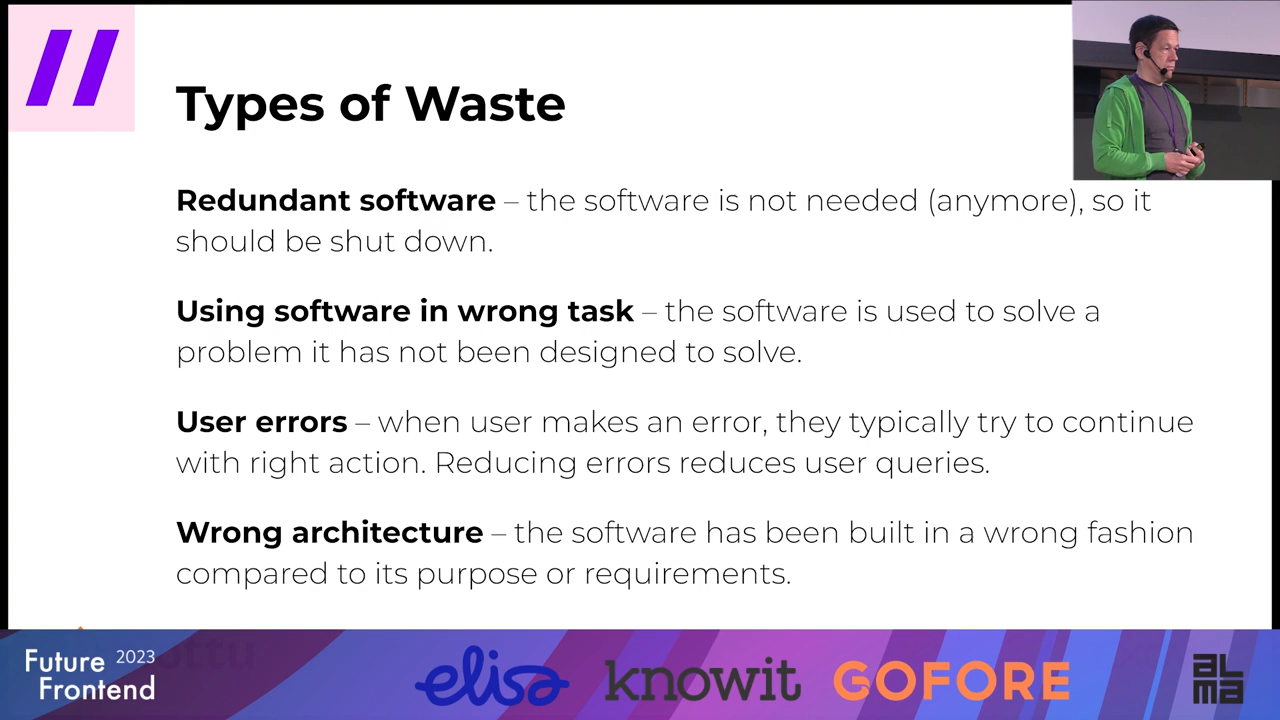 Types of Waste
Redundant software – the software is not needed (anymore), so it
should be shut down.
Using software in wrong task – the software is used to solve a
problem it has not been designed to solve.
User errors – when user makes an error, they typically try to continue
with right action. Reducing errors reduces user queries.
Wrong architecture – the software has been built in a wrong fashion
compared to its purpose or requirements.
Future 2023
Frontend
elisa
knowit
GOFORE
aL
ma